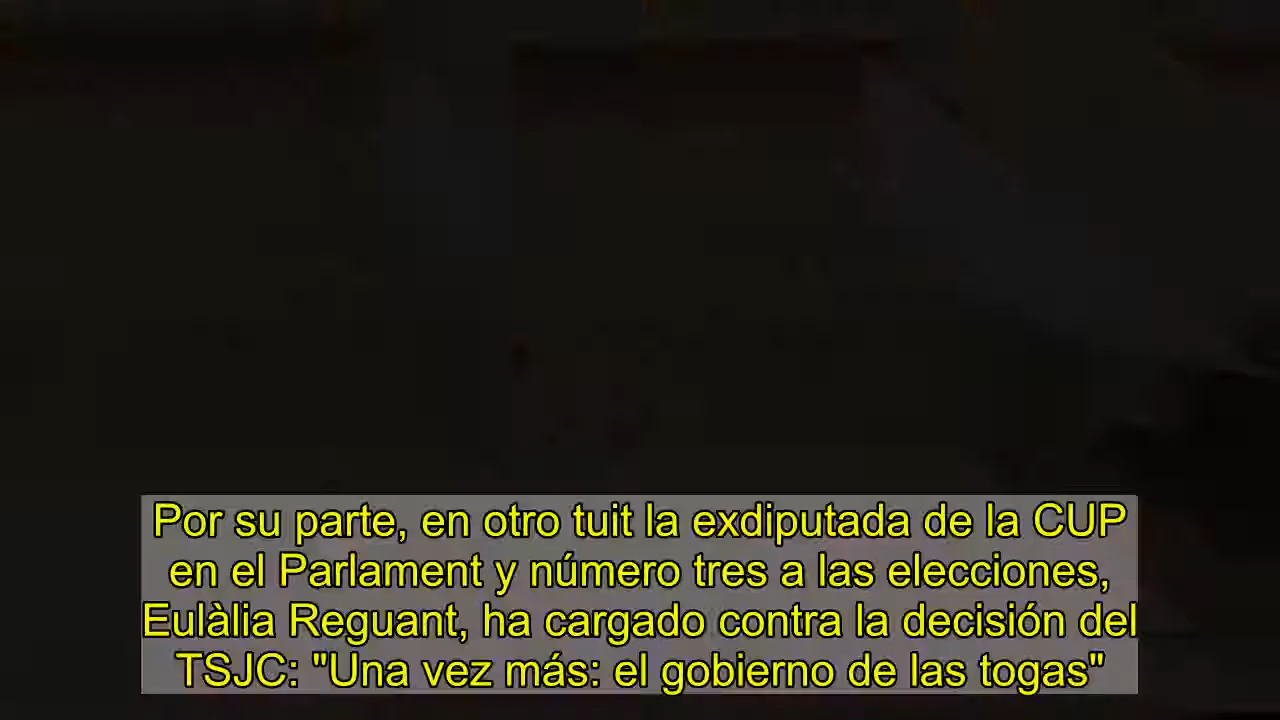 Por su parte, en otro tuit la exdiputada de la CUP
en el Parlament y número tres a las elecciones,
Eulàlia Reguant, ha cargado contra la decisión del
TSJC: "Una vez más: el gobierno de las togas"